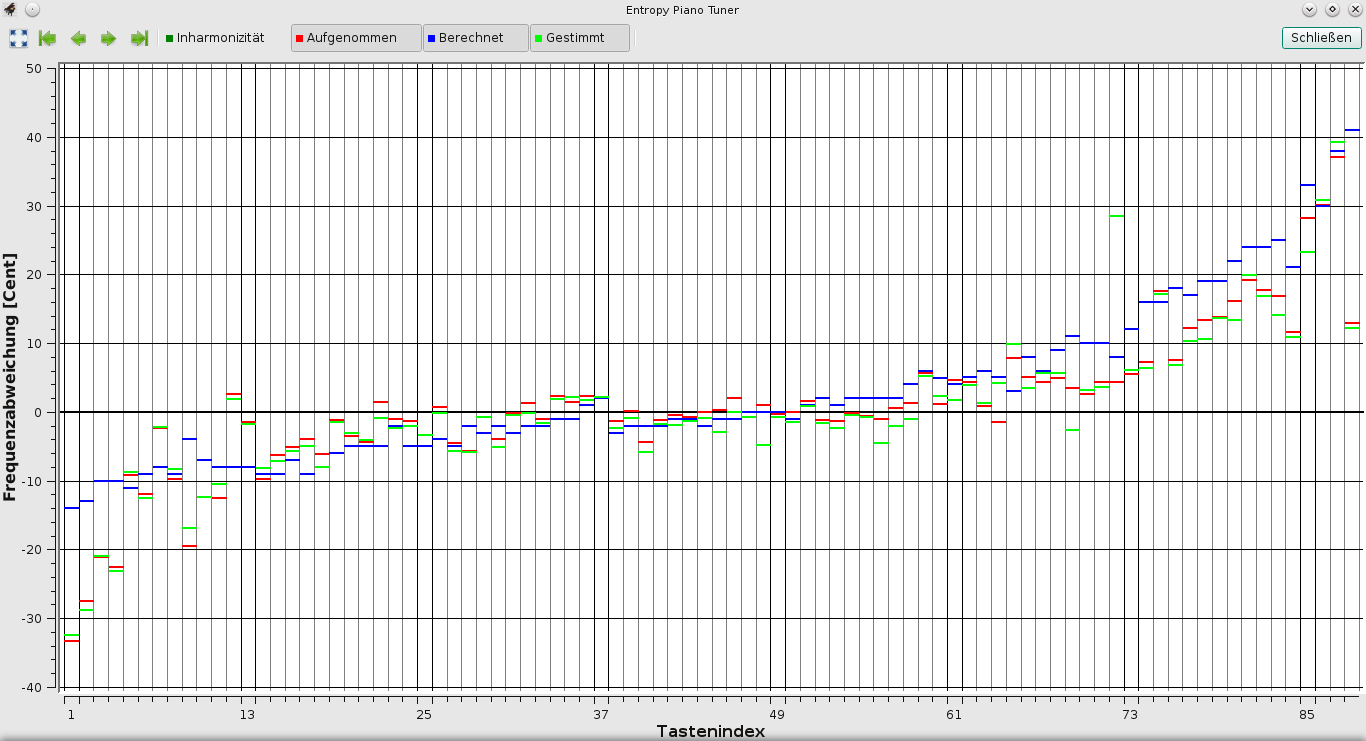 Entropy Piano Tuner
Inharmonizität Aufgenommen Berechnet Gestimmt Schließen
50
40
30
20
10
0
-10
-20
-30
-40
Frequenzabweichung [Cent]
1 13 25 37 49 61 73 85
Tastenindex